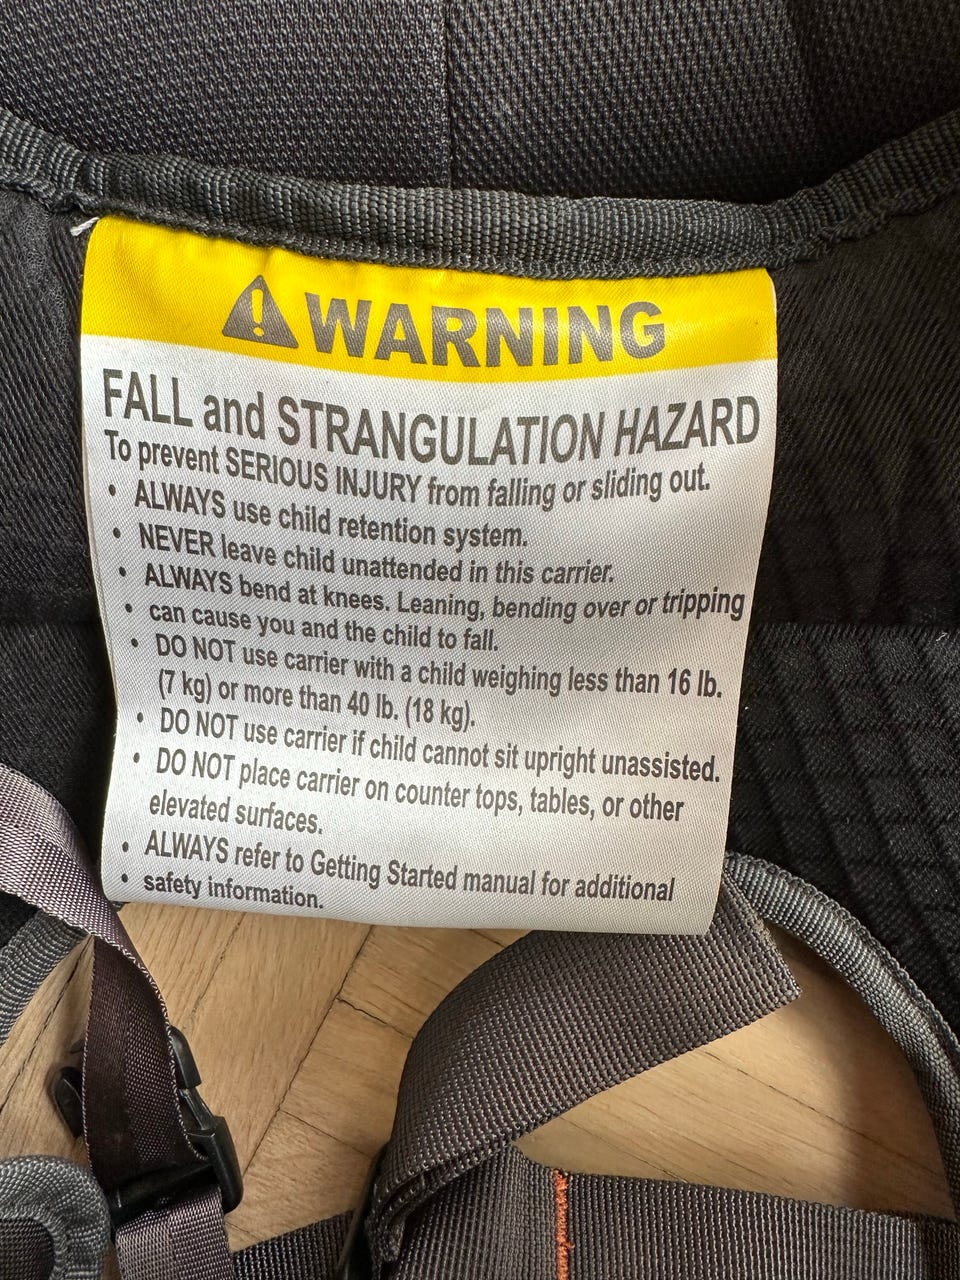 ⚠ WARNING
FALL and STRANGULATION HAZARD
To prevent SERIOUS INJURY from falling or sliding out.
• ALWAYS use child retention system.
• NEVER leave child unattended in this carrier.
• ALWAYS bend at knees. Leaning, bending over or tripping
• can cause you and the child to fall.
• DO NOT use carrier with a child weighing less than 16 lb.
(7 kg) or more than 40 lb. (18 kg).
• DO NOT use carrier if child cannot sit upright unassisted.
• DO NOT place carrier on counter tops, tables, or other
elevated surfaces.
• ALWAYS refer to Getting Started manual for additional
• safety information.